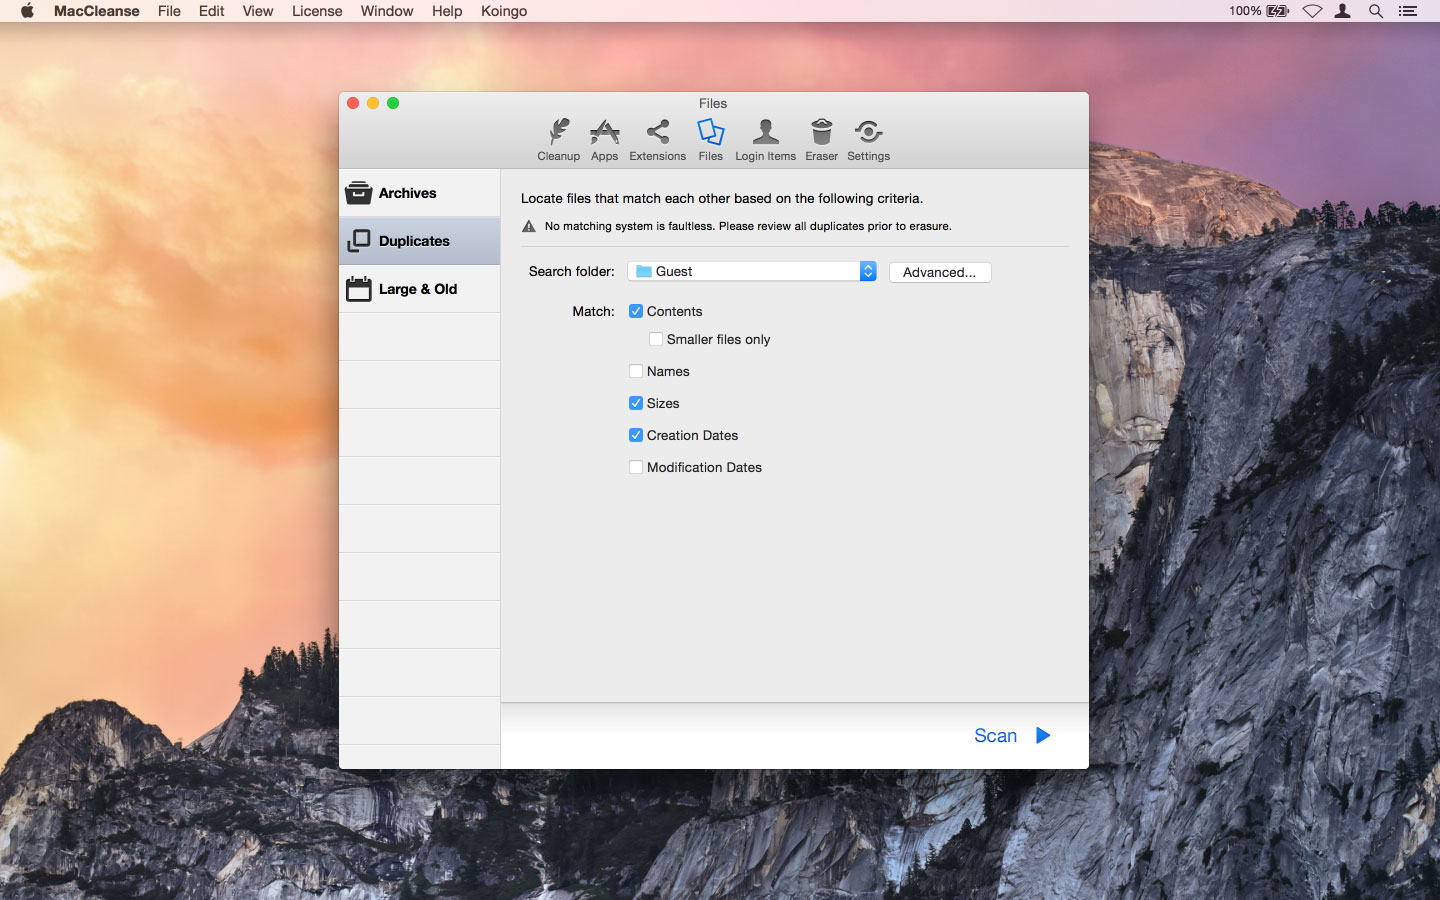 MacCleanse File Edit View License Window Help Koingo 100%
Files
Cleanup Apps Extensions Files Login Items Eraser Settings
Archives
Duplicates
Large & Old
Locate files that match each other based on the following criteria.
No matching system is faultless. Please review all duplicates prior to erasure.
Search folder: Guest Advanced...
Match: Contents
Smaller files only
Names
Sizes
Creation Dates
Modification Dates
Scan